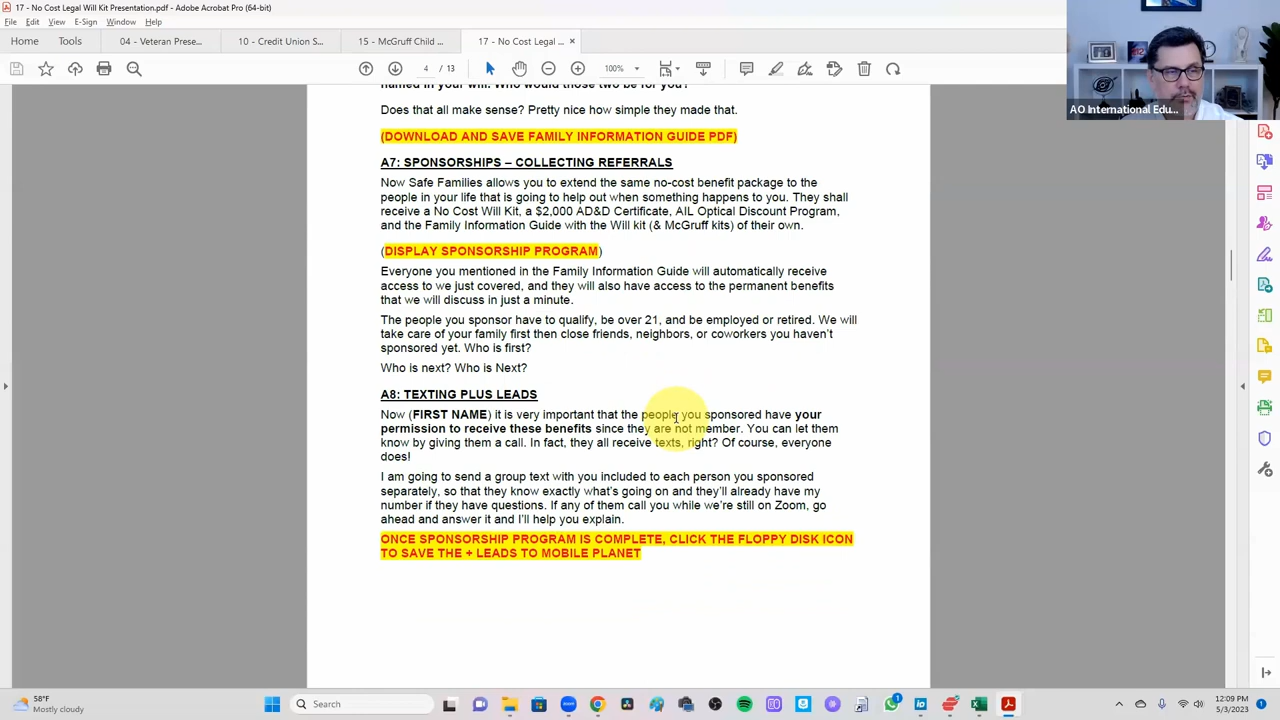 17 - No Cost Legal Will Kit Presentation.pdf - Adobe Acrobat Pro (64-bit)
File Edit View E-Sign Window Help
Home Tools 04 - Veteran Prese... 10 - Credit Union S... 15 - McGruff Child ... 17 - No Cost Legal ... ×
4 13 100%
AO International Edu...
named in your will. Who would those two be for you?
Does that all make sense? Pretty nice how simple they made that.
(DOWNLOAD AND SAVE FAMILY INFORMATION GUIDE PDF)
A7: SPONSORSHIPS – COLLECTING REFERRALS
Now Safe Families allows you to extend the same no-cost benefit package to the
people in your life that is going to help out when something happens to you. They shall
receive a No Cost Will Kit, a $2,000 AD&D Certificate, AIL Optical Discount Program,
and the Family Information Guide with the Will kit (& McGruff kits) of their own.
(DISPLAY SPONSORSHIP PROGRAM)
Everyone you mentioned in the Family Information Guide will automatically receive
access to we just covered, and they will also have access to the permanent benefits
that we will discuss in just a minute.
The people you sponsor have to qualify, be over 21, and be employed or retired. We will
take care of your family first then close friends, neighbors, or coworkers you haven't
sponsored yet. Who is first?
Who is next? Who is Next?
A8: TEXTING PLUS LEADS
Now (FIRST NAME) it is very important that the people you sponsored have your
permission to receive these benefits since they are not member. You can let them
know by giving them a call. In fact, they all receive texts, right? Of course, everyone
does!
I am going to send a group text with you included to each person you sponsored
separately, so that they know exactly what's going on and they'll already have my
number if they have questions. If any of them call you while we're still on Zoom, go
ahead and answer it and I'll help you explain.
ONCE SPONSORSHIP PROGRAM IS COMPLETE, CLICK THE FLOPPY DISK ICON
TO SAVE THE + LEADS TO MOBILE PLANET
58°F
Mostly cloudy
Search
12:09 PM
5/3/2023